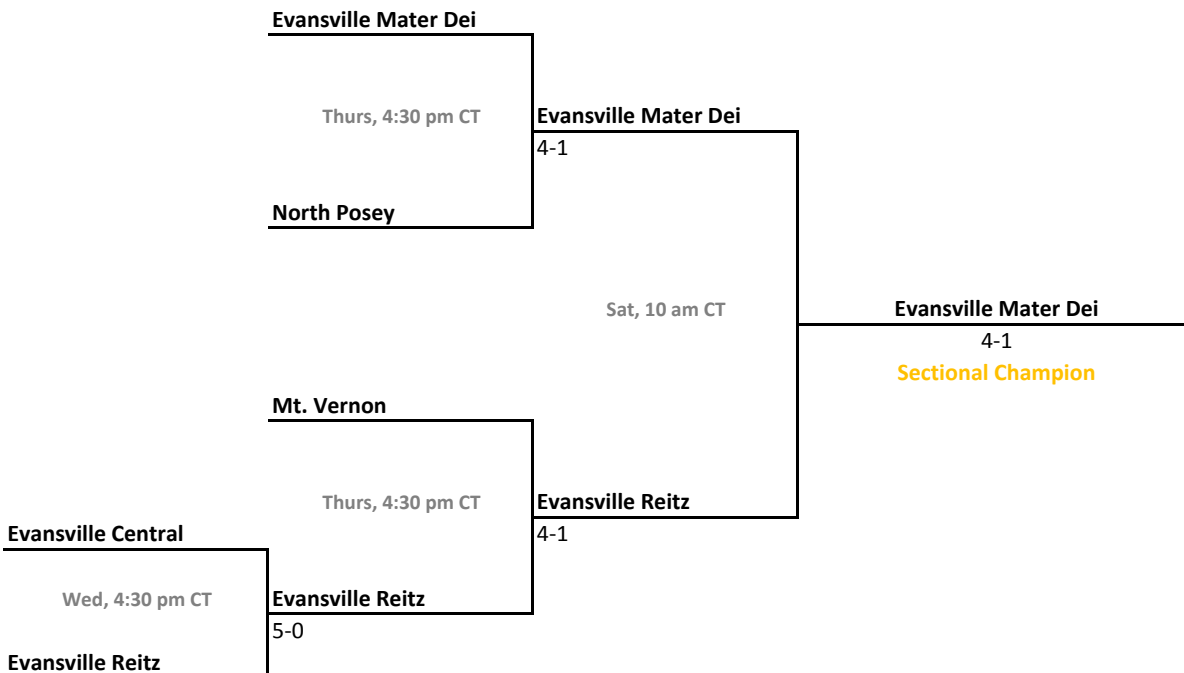 Evansville Mater Dei
Thurs, 4:30 pm CT
Evansville Mater Dei
4-1
North Posey
Sat, 10 am CT
Evansville Mater Dei
4-1
Sectional Champion
Mt. Vernon
Thurs, 4:30 pm CT
Evansville Reitz
4-1
Evansville Central
Wed, 4:30 pm CT
Evansville Reitz
5-0
Evansville Reitz